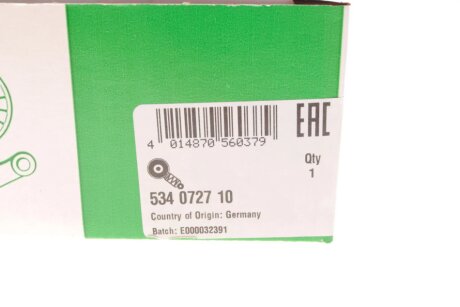 4 014870 560379
EAC
Qty
1
534 0727 10
Country of Origin: Germany
Batch: E000032391